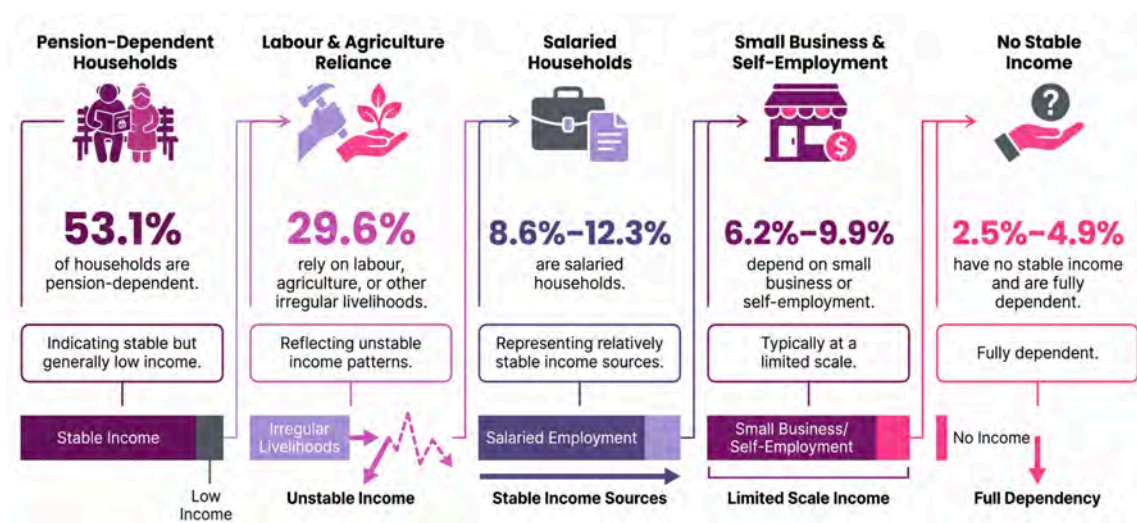 Pension-Dependent
Households
53.1%
of households are
pension-dependent.
Indicating stable but
generally low income.
Stable Income
Low
Income
Labour & Agriculture
Reliance
29.6%
rely on labour,
agriculture, or other
irregular livelihoods.
Reflecting unstable
income patterns.
Irregular
Livelihoods
Unstable Income
Salaried
Households
8.6%–12.3%
are salaried
households.
Representing relatively
stable income sources.
Salaried Employment
Stable Income Sources
Small Business &
Self-Employment
$
6.2%–9.9%
depend on small
business or
self-employment.
Typically at a
limited scale.
Small Business/
Self-Employment
Limited Scale Income
No Stable
Income
?
2.5%–4.9%
have no stable income
and are fully
dependent.
Fully dependent.
No Income
Full Dependency